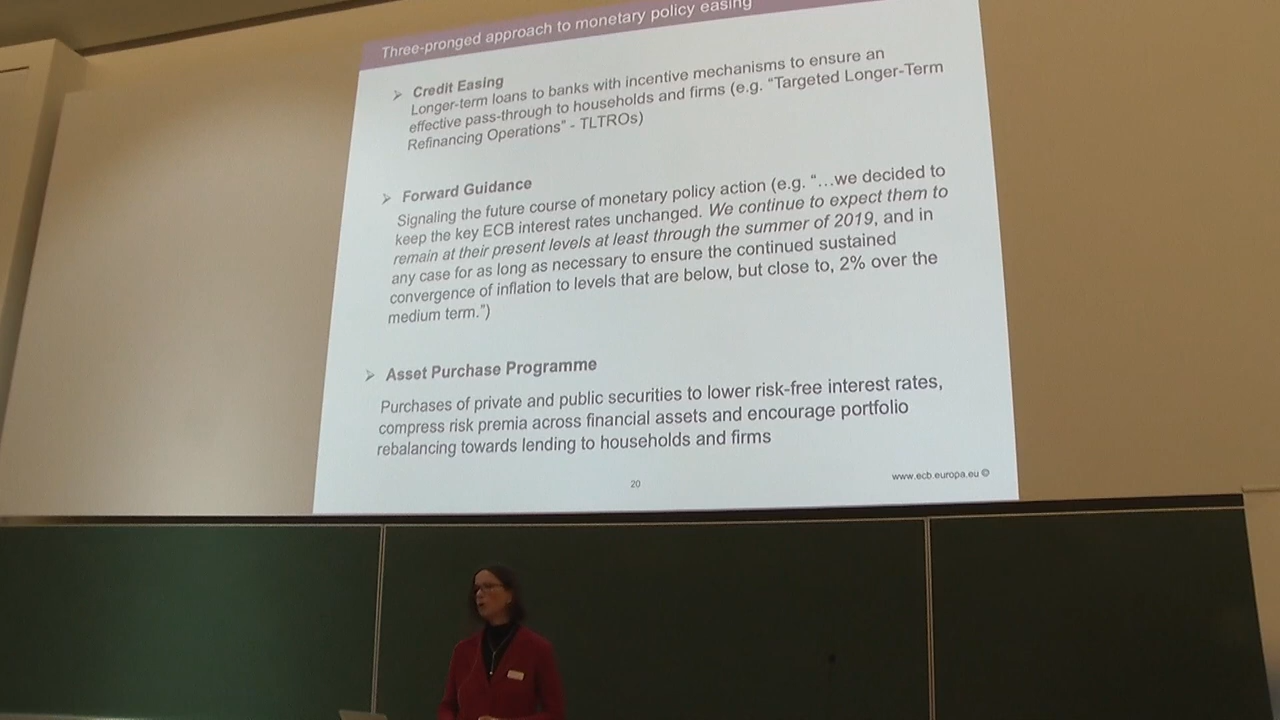 Three-pronged approach to monetary policy easing
Credit Easing
Longer-term loans to banks with incentive mechanisms to ensure an
effective pass-through to households and firms (e.g. “Targeted Longer-Term
Refinancing Operations” - TLTROs)
Forward Guidance
Signaling the future course of monetary policy action (e.g. “…we decided to
keep the key ECB interest rates unchanged. We continue to expect them to
remain at their present levels at least through the summer of 2019, and in
any case for as long as necessary to ensure the continued sustained
convergence of inflation to levels that are below, but close to, 2% over the
medium term.”)
Asset Purchase Programme
Purchases of private and public securities to lower risk-free interest rates,
compress risk premia across financial assets and encourage portfolio
rebalancing towards lending to households and firms
20
www.ecb.europa.eu ©